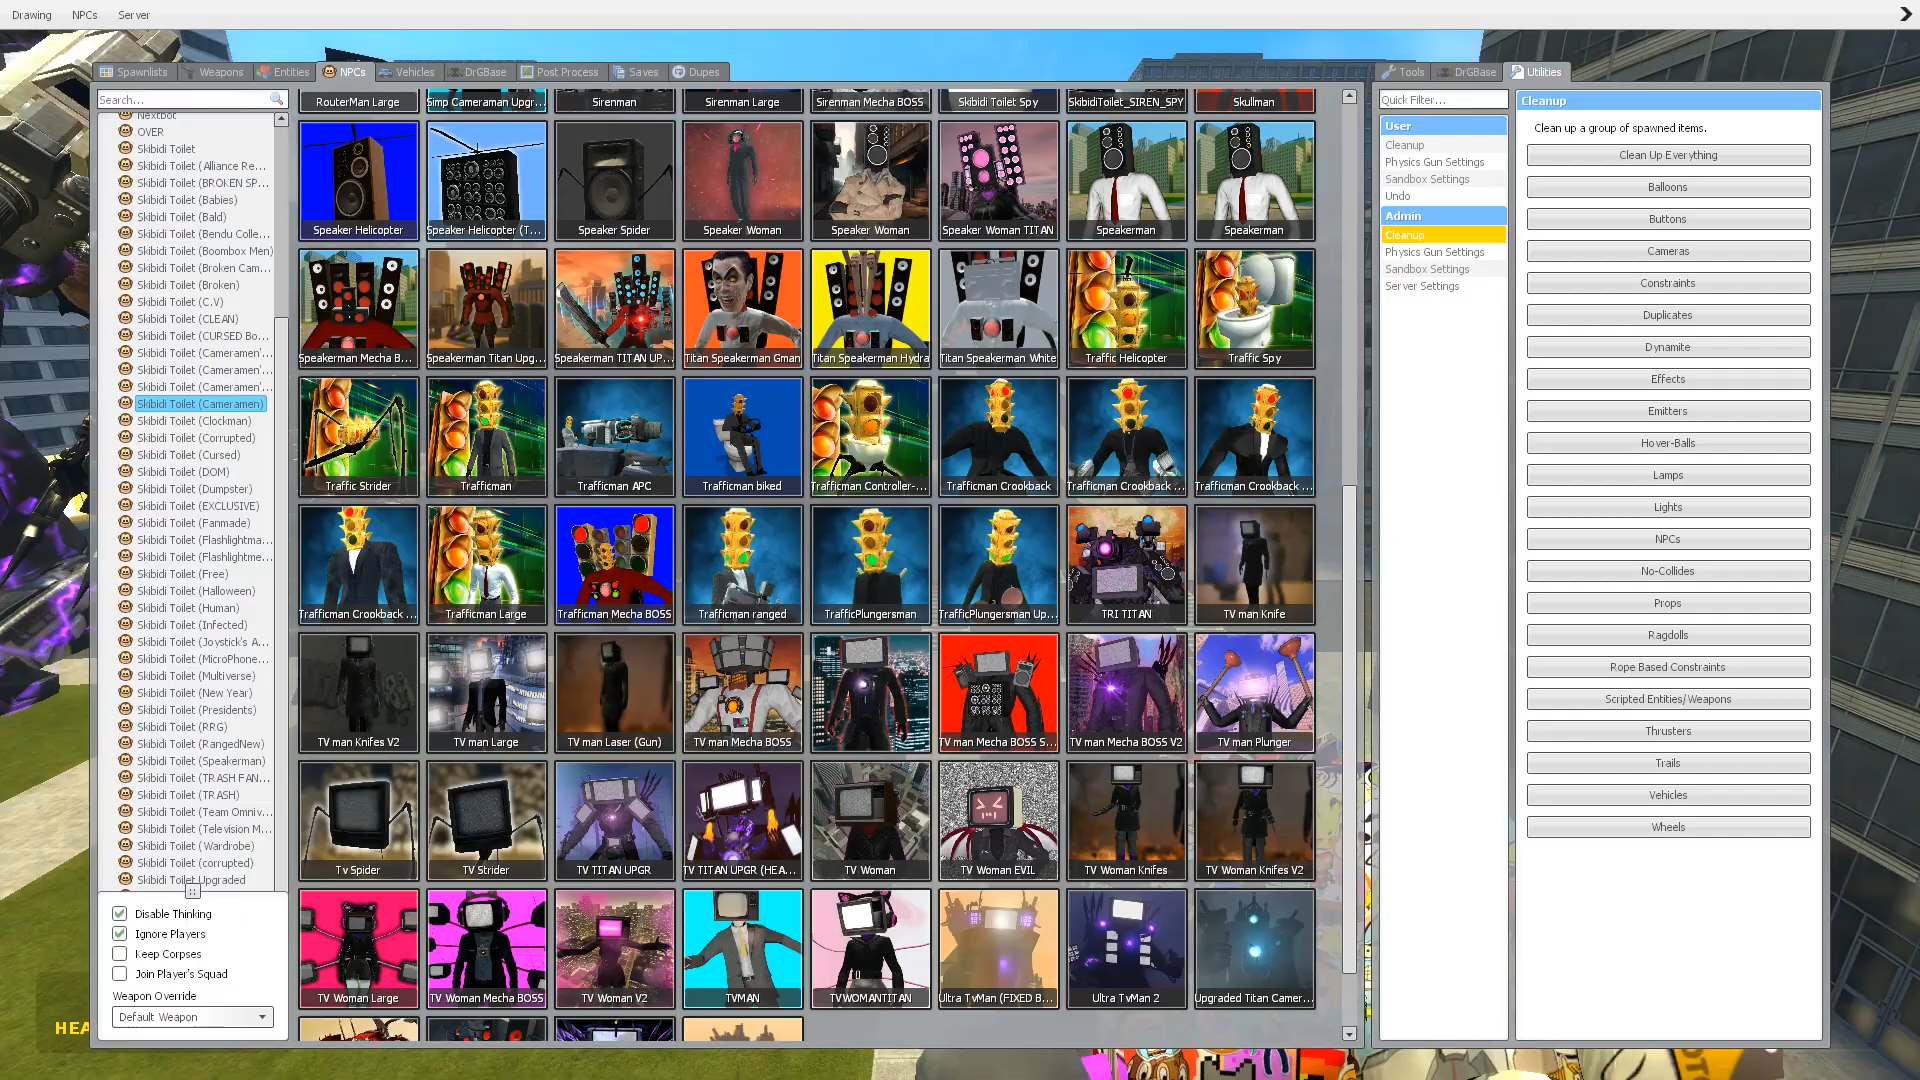 Drawing NPCs Server
Spawnlists Weapons Entities NPCs Vehicles DrGBase Post Process Saves Dupes
Search...
Nextbot
OVER
Skibidi Toilet
Skibidi Toilet (Alliance Re...
Skibidi Toilet (BROKEN SP...
Skibidi Toilet (Babies)
Skibidi Toilet (Bald)
Skibidi Toilet (Bendu Colle...
Skibidi Toilet (Boombox Men)
Skibidi Toilet (Broken Cam...
Skibidi Toilet (Broken)
Skibidi Toilet (C.V)
Skibidi Toilet (CLEAN)
Skibidi Toilet (CURSED Bo...
Skibidi Toilet (Cameramen'...
Skibidi Toilet (Cameramen'...
Skibidi Toilet (Cameramen'...
Skibidi Toilet (Cameramen)
Skibidi Toilet (Clockman)
Skibidi Toilet (Corrupted)
Skibidi Toilet (Cursed)
Skibidi Toilet (DOM)
Skibidi Toilet (Dumpster)
Skibidi Toilet (EXCLUSIVE)
Skibidi Toilet (Fanmade)
Skibidi Toilet (Flashlightma...
Skibidi Toilet (Flashlightme...
Skibidi Toilet (Free)
Skibidi Toilet (Halloween)
Skibidi Toilet (Human)
Skibidi Toilet (Infected)
Skibidi Toilet (Joystick's A...
Skibidi Toilet (MicroPhone...
Skibidi Toilet (Multiverse)
Skibidi Toilet (New Year)
Skibidi Toilet (Presidents)
Skibidi Toilet (RRG)
Skibidi Toilet (RangedNew)
Skibidi Toilet (Speakerman)
Skibidi Toilet (TRASH FAN...
Skibidi Toilet (TRASH)
Skibidi Toilet (Team Omniv...
Skibidi Toilet (Television M...
Skibidi Toilet (Wardrobe)
Skibidi Toilet (corrupted)
Skibidi Toilet Upgraded
Disable Thinking
Ignore Players
Keep Corpses
Join Player's Squad
Weapon Override
Default Weapon
HEA
RouterMan Large Simp Cameraman Upgr... Sirenman Sirenman Large Sirenman Mecha BOSS Skibidi Toilet Spy SkibidiToilet_SIREN_SPY Skullman
Speaker Helicopter Speaker Helicopter (T... Speaker Spider Speaker Woman Speaker Woman Speaker Woman TITAN Speakerman Speakerman
Speakerman Mecha B... Speakerman Titan Upg... Speakerman TITAN UP... Titan Speakerman Gman Titan Speakerman Hydra Titan Speakerman White Traffic Helicopter Traffic Spy
Traffic Strider Trafficman Trafficman APC Trafficman biked Trafficman Controller-... Trafficman Crookback Trafficman Crookback ... Trafficman Crookback ...
Trafficman Crookback ... Trafficman Large Trafficman Mecha BOSS Trafficman ranged TrafficPlungersman TrafficPlungersman Up... TRI TITAN TV man Knife
TV man Knifes V2 TV man Large TV man Laser (Gun) TV man Mecha BOSS TV man Mecha BOSS S... TV man Mecha BOSS V2 TV man Plunger
Tv Spider TV Strider TV TITAN UPGR TV TITAN UPGR (HEA... TV Woman TV Woman EVIL TV Woman Knifes TV Woman Knifes V2
TV Woman Large TV Woman Mecha BOSS TV Woman V2 TVMAN TVWOMANTITAN Ultra TvMan (FIXED B... Ultra TvMan 2 Upgraded Titan Camer...
Tools DrGBase Utilities
Quick Filter...
User
Cleanup
Physics Gun Settings
Sandbox Settings
Undo
Admin
Cleanup
Physics Gun Settings
Sandbox Settings
Server Settings
Cleanup
Clean up a group of spawned items.
Clean Up Everything
Balloons
Buttons
Cameras
Constraints
Duplicates
Dynamite
Effects
Emitters
Hover-Balls
Lamps
Lights
NPCs
No-Collides
Props
Ragdolls
Rope Based Constraints
Scripted Entities/Weapons
Thrusters
Trails
Vehicles
Wheels